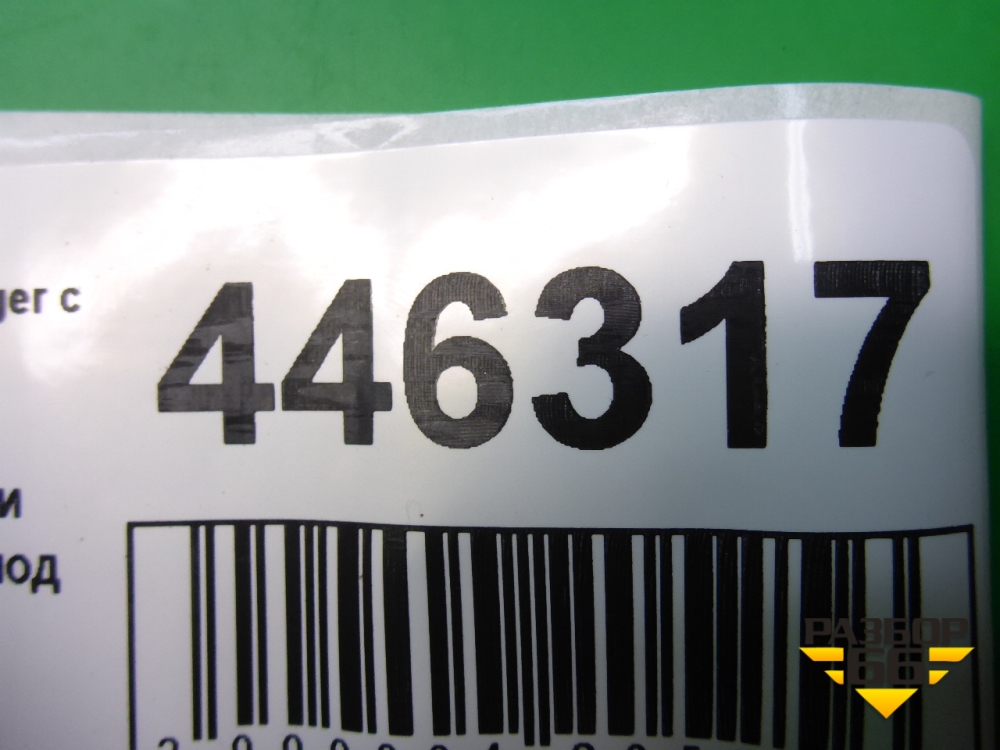 ger с
446317
и
под
РАЗБОР
66